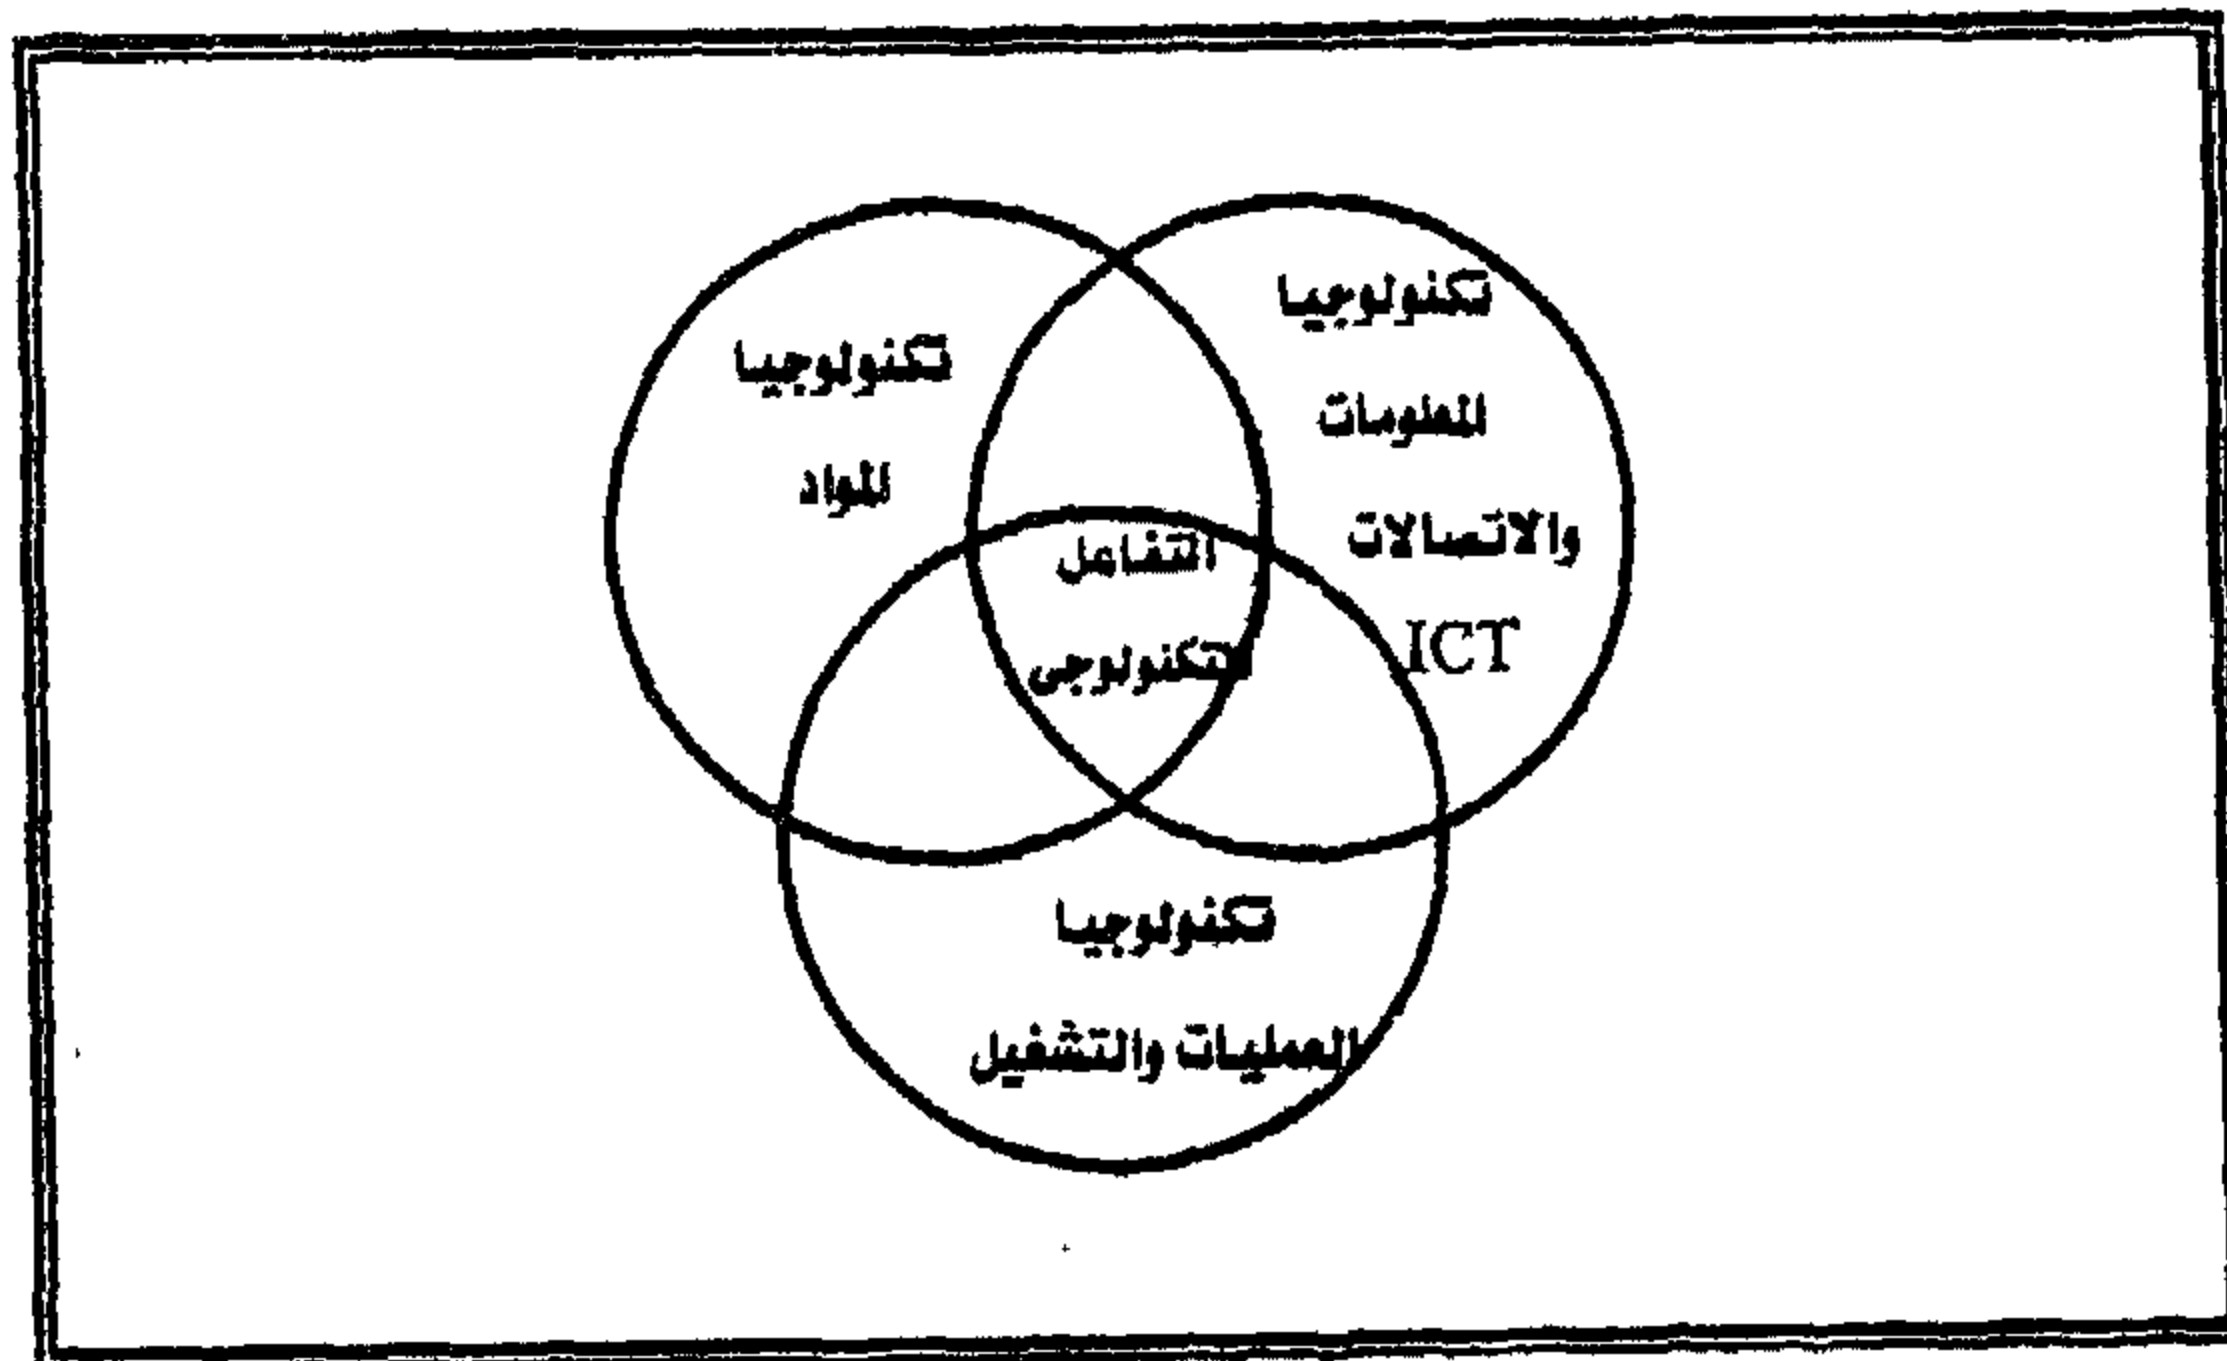 تكنولوجيا
المعلومات
والاتصالات
ICT
تكنولوجيا
المواد
التفاعل
التكنولوجى
تكنولوجيا
العمليات والتشغيل